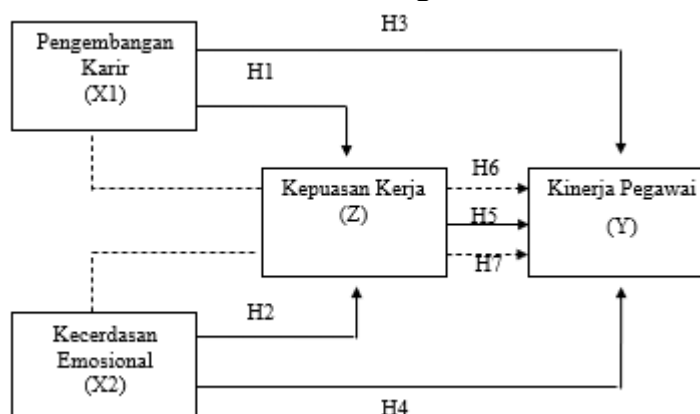 H3
Pengembangan
Karir
(X1)
H1
Kepuasan Kerja
(Z)
H6
H5
H7
Kinerja Pegawai
(Y)
H2
Kecerdasan
Emosional
(X2)
H4